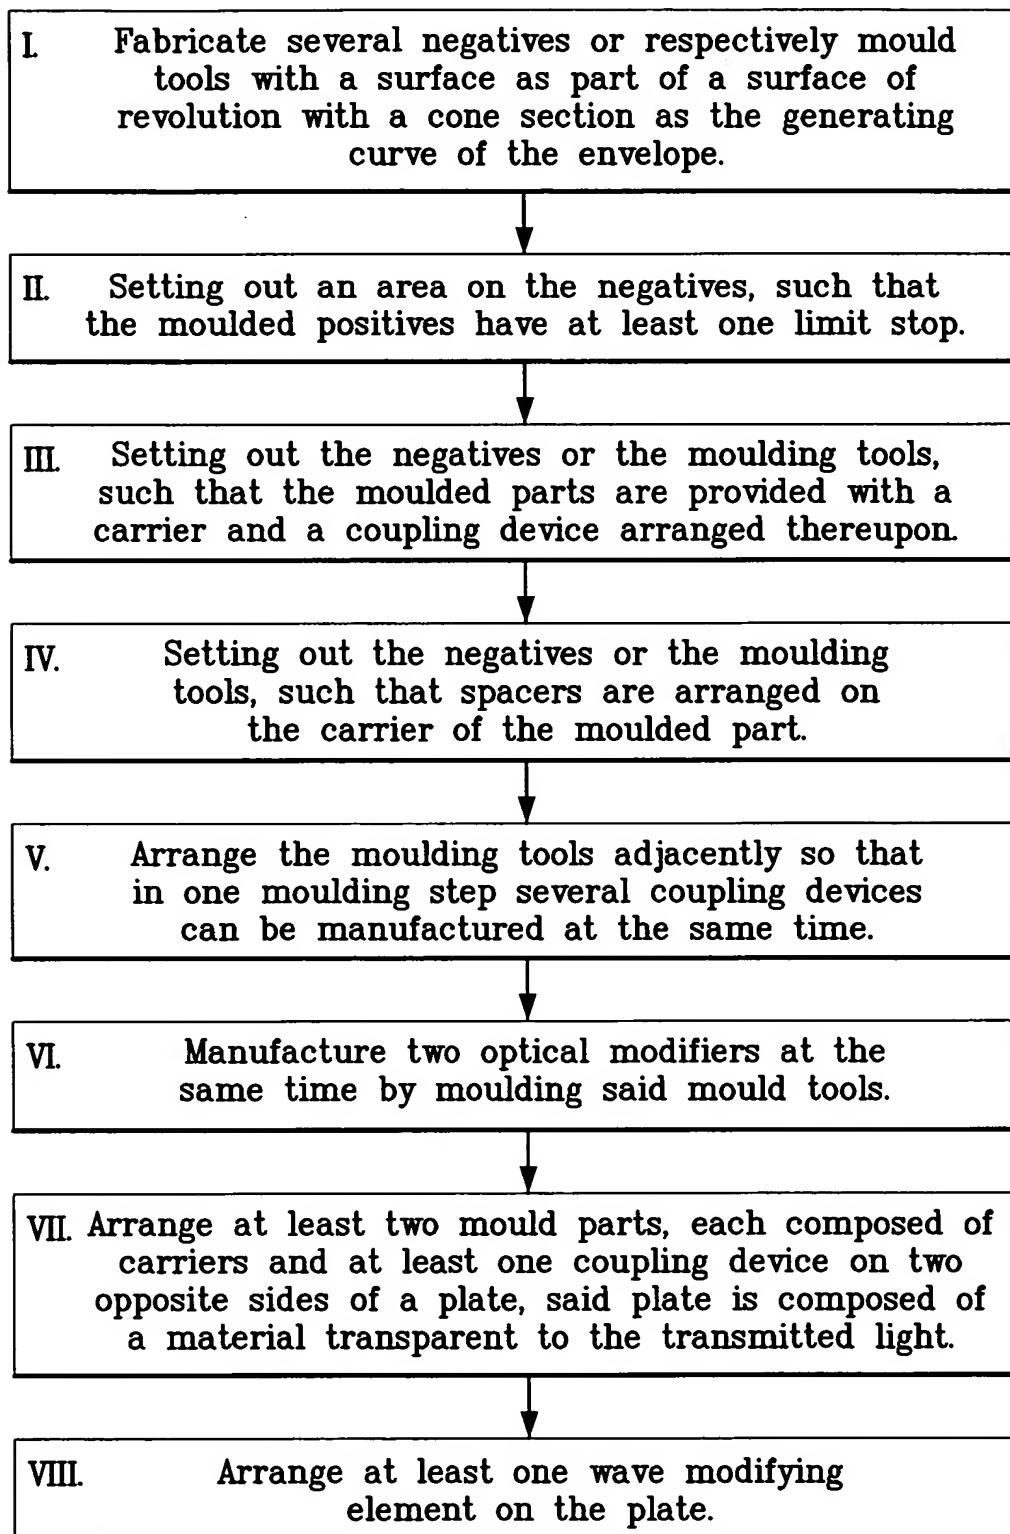 I. Fabricate several negatives or respectively mould
tools with a surface as part of a surface of
revolution with a cone section as the generating
curve of the envelope.
II. Setting out an area on the negatives, such that
the moulded positives have at least one limit stop.
III. Setting out the negatives or the moulding tools,
such that the moulded parts are provided with a
carrier and a coupling device arranged thereupon.
IV. Setting out the negatives or the moulding
tools, such that spacers are arranged on
the carrier of the moulded part.
V. Arrange the moulding tools adjacently so that
in one moulding step several coupling devices
can be manufactured at the same time.
VI. Manufacture two optical modifiers at the
same time by moulding said mould tools.
VII. Arrange at least two mould parts, each composed of
carriers and at least one coupling device on two
opposite sides of a plate, said plate is composed of
a material transparent to the transmitted light.
VIII. Arrange at least one wave modifying
element on the plate.